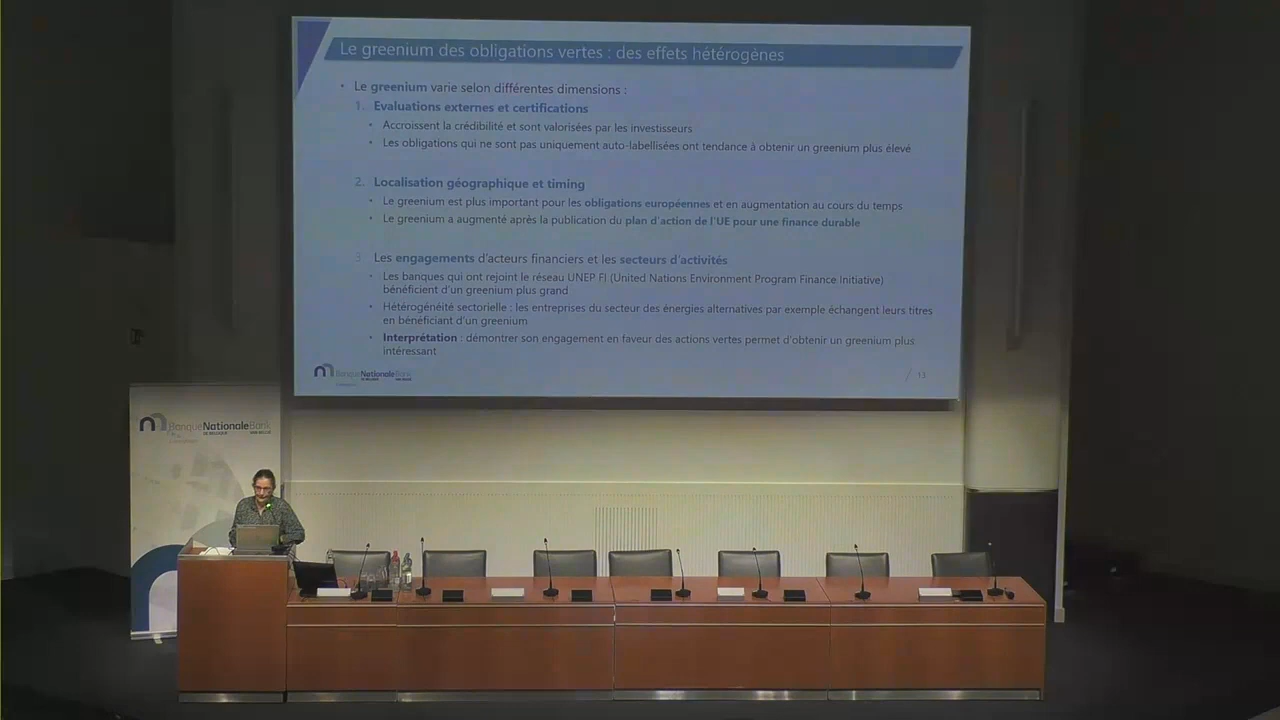 Le greenium des obligations vertes : des effets hétérogènes
• Le greenium varie selon différentes dimensions :
1. Evaluations externes et certifications
• Accroissent la crédibilité et sont valorisées par les investisseurs
• Les obligations qui ne sont pas uniquement auto-labellisées ont tendance à obtenir un greenium plus élevé
2. Localisation géographique et timing
• Le greenium est plus important pour les obligations européennes et en augmentation au cours du temps
• Le greenium a augmenté après la publication du plan d'action de l'UE pour une finance durable
3. Les engagements d'acteurs financiers et les secteurs d'activités
• Les banques qui ont rejoint le réseau UNEP FI (United Nations Environment Program Finance Initiative)
bénéficient d'un greenium plus grand
• Hétérogénéité sectorielle : les entreprises du secteur des énergies alternatives par exemple échangent leurs titres
en bénéficiant d'un greenium
• Interprétation : démontrer son engagement en faveur des actions vertes permet d'obtenir un greenium plus
intéressant
BanqueNationaleBank
/ 13
BanqueNationaleBank